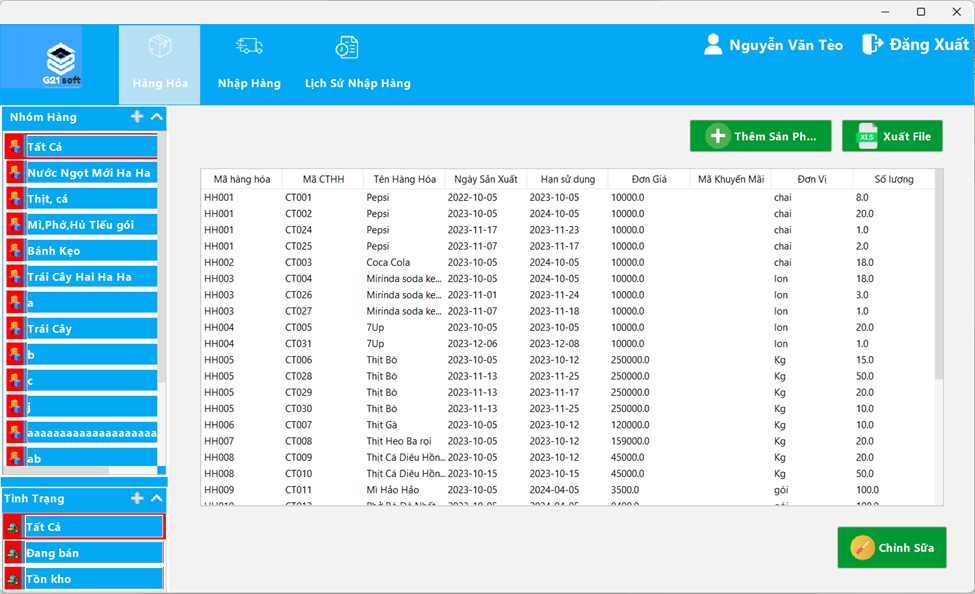 G21 soft
Hàng Hóa
Nhập Hàng
Lịch Sử Nhập Hàng
Nguyễn Văn Tèo
Đăng Xuất
Nhóm Hàng
Tất Cả
Nước Ngọt Mới Ha Ha
Thịt, cá
Mì,Phở,Hủ Tiếu gói
Bánh Kẹo
Trái Cây Hai Ha Ha
a
Trái Cây
b
c
j
aaaaaaaaaaaaaaaaaaaa
ab
Tình Trạng
Tất Cả
Đang bán
Tồn kho
Thêm Sản Ph...
XLS Xuất File
Mã hàng hóa Mã CTHH Tên Hàng Hóa Ngày Sản Xuất Hạn sử dụng Đơn Giá Mã Khuyến Mãi Đơn Vị Số lượng
HH001 CT001 Pepsi 2022-10-05 2023-10-05 10000.0 chai 8.0
HH001 CT002 Pepsi 2023-10-05 2024-10-05 10000.0 chai 20.0
HH001 CT024 Pepsi 2023-11-17 2023-11-23 10000.0 chai 1.0
HH001 CT025 Pepsi 2023-11-07 2023-11-17 10000.0 chai 2.0
HH002 CT003 Coca Cola 2023-10-05 2024-10-05 10000.0 chai 18.0
HH003 CT004 Mirinda soda ke... 2023-10-05 2024-10-05 10000.0 lon 18.0
HH003 CT026 Mirinda soda ke... 2023-11-01 2023-11-24 10000.0 lon 3.0
HH003 CT027 Mirinda soda ke... 2023-11-07 2023-11-18 10000.0 lon 1.0
HH004 CT005 7Up 2023-10-05 2023-10-05 10000.0 lon 20.0
HH004 CT031 7Up 2023-12-06 2023-12-08 10000.0 lon 1.0
HH005 CT006 Thịt Bò 2023-10-05 2023-10-12 250000.0 Kg 15.0
HH005 CT028 Thịt Bò 2023-11-13 2023-11-25 250000.0 Kg 50.0
HH005 CT029 Thịt Bò 2023-11-13 2023-11-17 250000.0 Kg 20.0
HH005 CT030 Thịt Bò 2023-11-13 2023-11-25 250000.0 Kg 10.0
HH006 CT007 Thịt Gà 2023-10-05 2023-10-12 120000.0 Kg 10.0
HH007 CT008 Thịt Heo Ba rọi 2023-10-05 2023-10-12 159000.0 Kg 20.0
HH008 CT009 Thịt Cá Diêu Hồn... 2023-10-05 2023-10-12 45000.0 Kg 20.0
HH008 CT010 Thịt Cá Diêu Hồn... 2023-10-15 2023-10-15 45000.0 Kg 50.0
HH009 CT011 Mì Hảo Hảo 2023-10-05 2024-04-05 3500.0 gói 100.0
Chỉnh Sữa